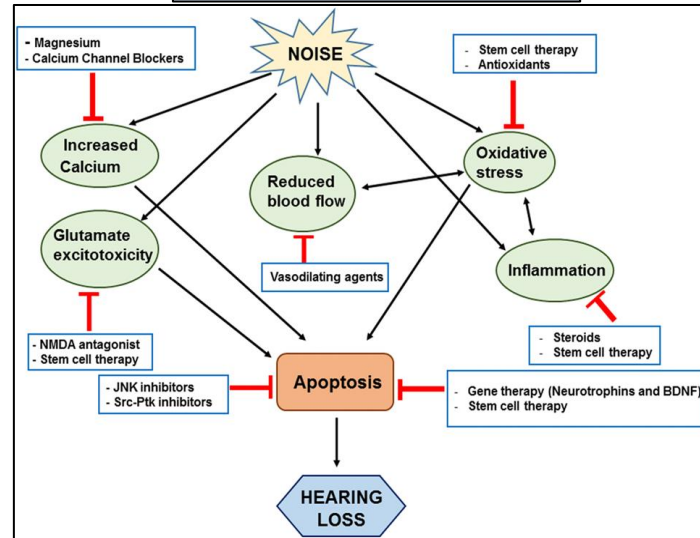 - Magnesium
- Calcium Channel Blockers
NOISE
- Stem cell therapy
- Antioxidants
Increased
Calcium
Oxidative
stress
Reduced
blood flow
Glutamate
excitotoxicity
Inflammation
Vasodilating agents
- NMDA antagonist
- Stem cell therapy
- Steroids
- Stem cell therapy
- JNK inhibitors
- Src-Ptk inhibitors
Apoptosis
- Gene therapy (Neurotrophins and BDNF)
- Stem cell therapy
HEARING
LOSS